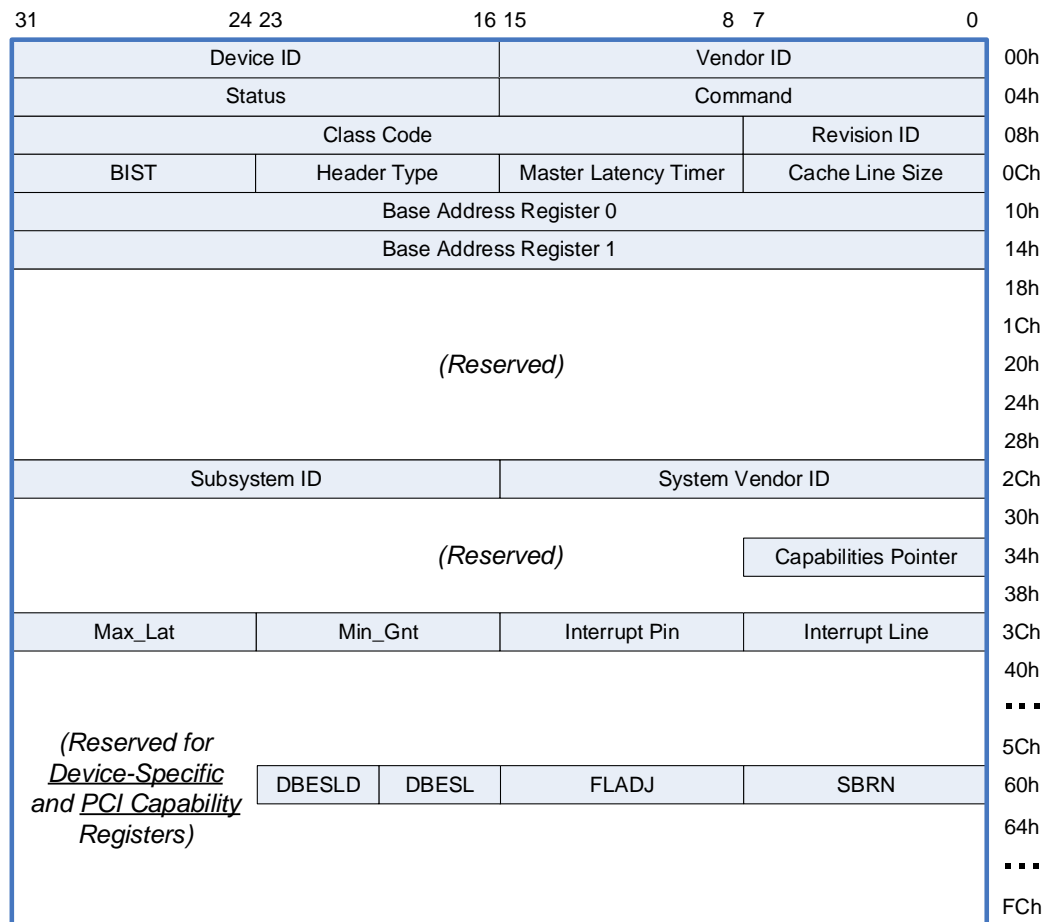 31 24 23 16 15 8 7 0
Device ID Vendor ID 00h
Status Command 04h
Class Code Revision ID 08h
BIST Header Type Master Latency Timer Cache Line Size 0Ch
Base Address Register 0 10h
Base Address Register 1 14h
18h
1Ch
(Reserved) 20h
24h
28h
Subsystem ID System Vendor ID 2Ch
30h
(Reserved) Capabilities Pointer 34h
38h
Max_Lat Min_Gnt Interrupt Pin Interrupt Line 3Ch
40h
...
(Reserved for 5Ch
Device-Specific
and PCI Capability DBESLD DBESL FLADJ SBRN 60h
Registers) 64h
...
FCh